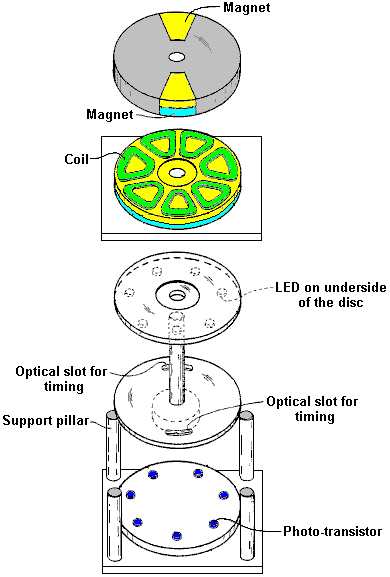 Magnet
Magnet
Coil
LED on underside
of the disc
Optical slot for
timing
Optical slot for
timing
Support pillar
Photo-transistor